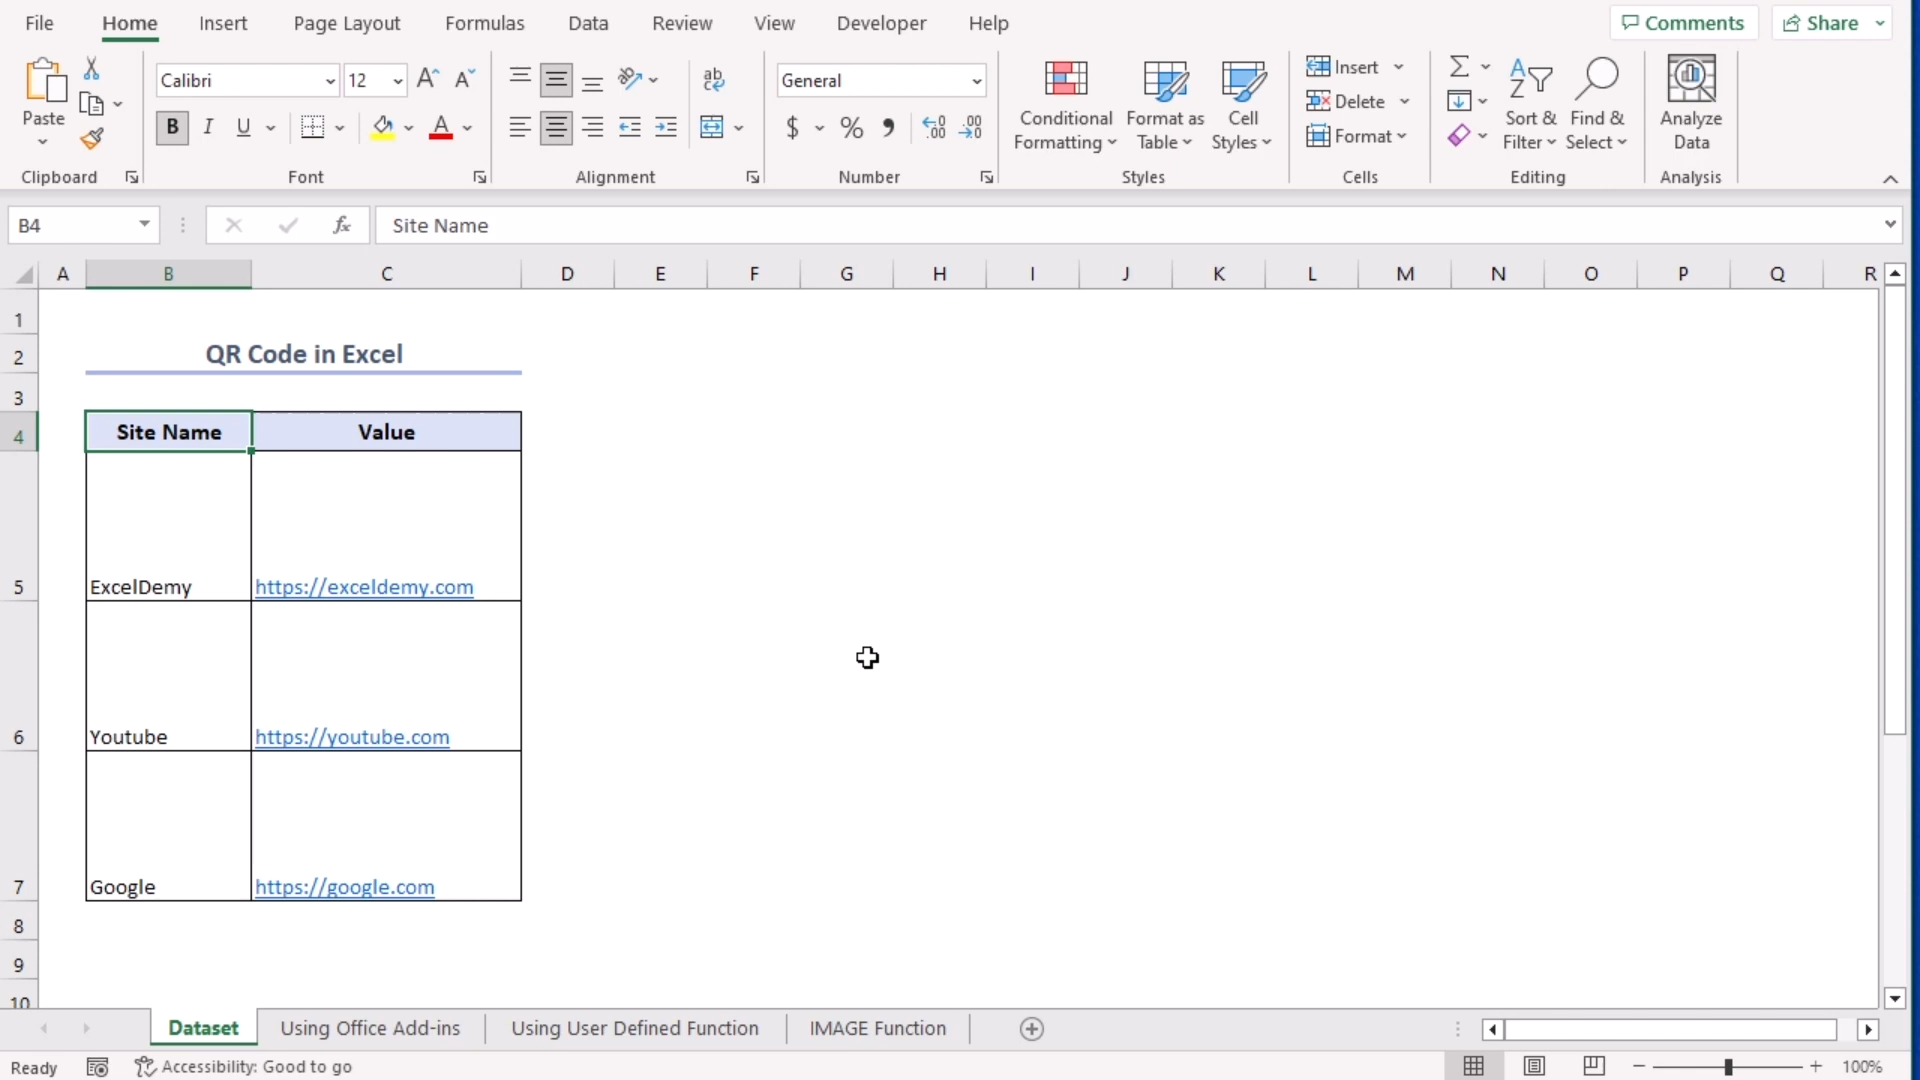 File Home Insert Page Layout Formulas Data Review View Developer Help Comments Share
Paste
Clipboard
Calibri 12
B I U A
Font
ab
Alignment
General
$ % , .00
Number
Conditional Formatting
Format as Table
Cell Styles
Styles
Insert
Delete
Format
Cells
Sort & Filter
Find & Select
Editing
Analyze Data
Analysis
B4 fx Site Name
A B C D E F G H I J K L M N O P Q R
1
2 QR Code in Excel
3
4 Site Name Value
5 ExcelDemy https://exceldemy.com
6 Youtube https://youtube.com
7 Google https://google.com
8
9
10
Dataset Using Office Add-ins Using User Defined Function IMAGE Function
Ready Accessibility: Good to go 100%